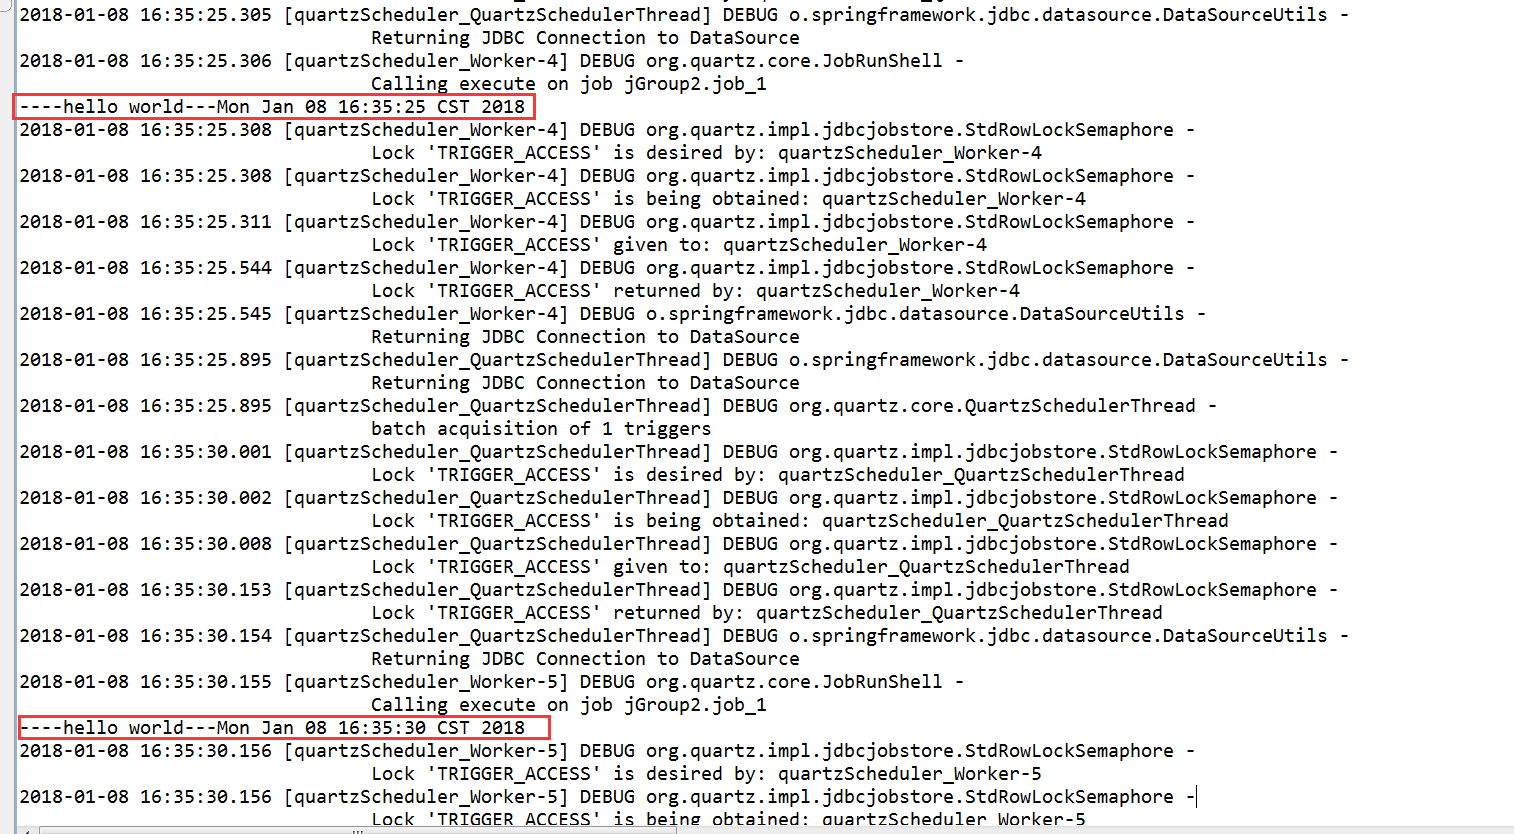 2018-01-08 16:35:25.305 [quartzScheduler_QuartzSchedulerThread] DEBUG o.springframework.jdbc.datasource.DataSourceUtils -
Returning JDBC Connection to DataSource
2018-01-08 16:35:25.306 [quartzScheduler_Worker-4] DEBUG org.quartz.core.JobRunShell -
Calling execute on job jGroup2.job_1
----hello world---Mon Jan 08 16:35:25 CST 2018
2018-01-08 16:35:25.308 [quartzScheduler_Worker-4] DEBUG org.quartz.impl.jdbcjobstore.StdRowLockSemaphore -
Lock 'TRIGGER_ACCESS' is desired by: quartzScheduler_Worker-4
2018-01-08 16:35:25.308 [quartzScheduler_Worker-4] DEBUG org.quartz.impl.jdbcjobstore.StdRowLockSemaphore -
Lock 'TRIGGER_ACCESS' is being obtained: quartzScheduler_Worker-4
2018-01-08 16:35:25.311 [quartzScheduler_Worker-4] DEBUG org.quartz.impl.jdbcjobstore.StdRowLockSemaphore -
Lock 'TRIGGER_ACCESS' given to: quartzScheduler_Worker-4
2018-01-08 16:35:25.544 [quartzScheduler_Worker-4] DEBUG org.quartz.impl.jdbcjobstore.StdRowLockSemaphore -
Lock 'TRIGGER_ACCESS' returned by: quartzScheduler_Worker-4
2018-01-08 16:35:25.545 [quartzScheduler_Worker-4] DEBUG o.springframework.jdbc.datasource.DataSourceUtils -
Returning JDBC Connection to DataSource
2018-01-08 16:35:25.895 [quartzScheduler_QuartzSchedulerThread] DEBUG o.springframework.jdbc.datasource.DataSourceUtils -
Returning JDBC Connection to DataSource
2018-01-08 16:35:25.895 [quartzScheduler_QuartzSchedulerThread] DEBUG org.quartz.core.QuartzSchedulerThread -
batch acquisition of 1 triggers
2018-01-08 16:35:30.001 [quartzScheduler_QuartzSchedulerThread] DEBUG org.quartz.impl.jdbcjobstore.StdRowLockSemaphore -
Lock 'TRIGGER_ACCESS' is desired by: quartzScheduler_QuartzSchedulerThread
2018-01-08 16:35:30.002 [quartzScheduler_QuartzSchedulerThread] DEBUG org.quartz.impl.jdbcjobstore.StdRowLockSemaphore -
Lock 'TRIGGER_ACCESS' is being obtained: quartzScheduler_QuartzSchedulerThread
2018-01-08 16:35:30.008 [quartzScheduler_QuartzSchedulerThread] DEBUG org.quartz.impl.jdbcjobstore.StdRowLockSemaphore -
Lock 'TRIGGER_ACCESS' given to: quartzScheduler_QuartzSchedulerThread
2018-01-08 16:35:30.153 [quartzScheduler_QuartzSchedulerThread] DEBUG org.quartz.impl.jdbcjobstore.StdRowLockSemaphore -
Lock 'TRIGGER_ACCESS' returned by: quartzScheduler_QuartzSchedulerThread
2018-01-08 16:35:30.154 [quartzScheduler_QuartzSchedulerThread] DEBUG o.springframework.jdbc.datasource.DataSourceUtils -
Returning JDBC Connection to DataSource
2018-01-08 16:35:30.155 [quartzScheduler_Worker-5] DEBUG org.quartz.core.JobRunShell -
Calling execute on job jGroup2.job_1
----hello world---Mon Jan 08 16:35:30 CST 2018
2018-01-08 16:35:30.156 [quartzScheduler_Worker-5] DEBUG org.quartz.impl.jdbcjobstore.StdRowLockSemaphore -
Lock 'TRIGGER_ACCESS' is desired by: quartzScheduler_Worker-5
2018-01-08 16:35:30.156 [quartzScheduler_Worker-5] DEBUG org.quartz.impl.jdbcjobstore.StdRowLockSemaphore -
Lock 'TRIGGER_ACCESS' is being obtained: quartzScheduler_Worker-5